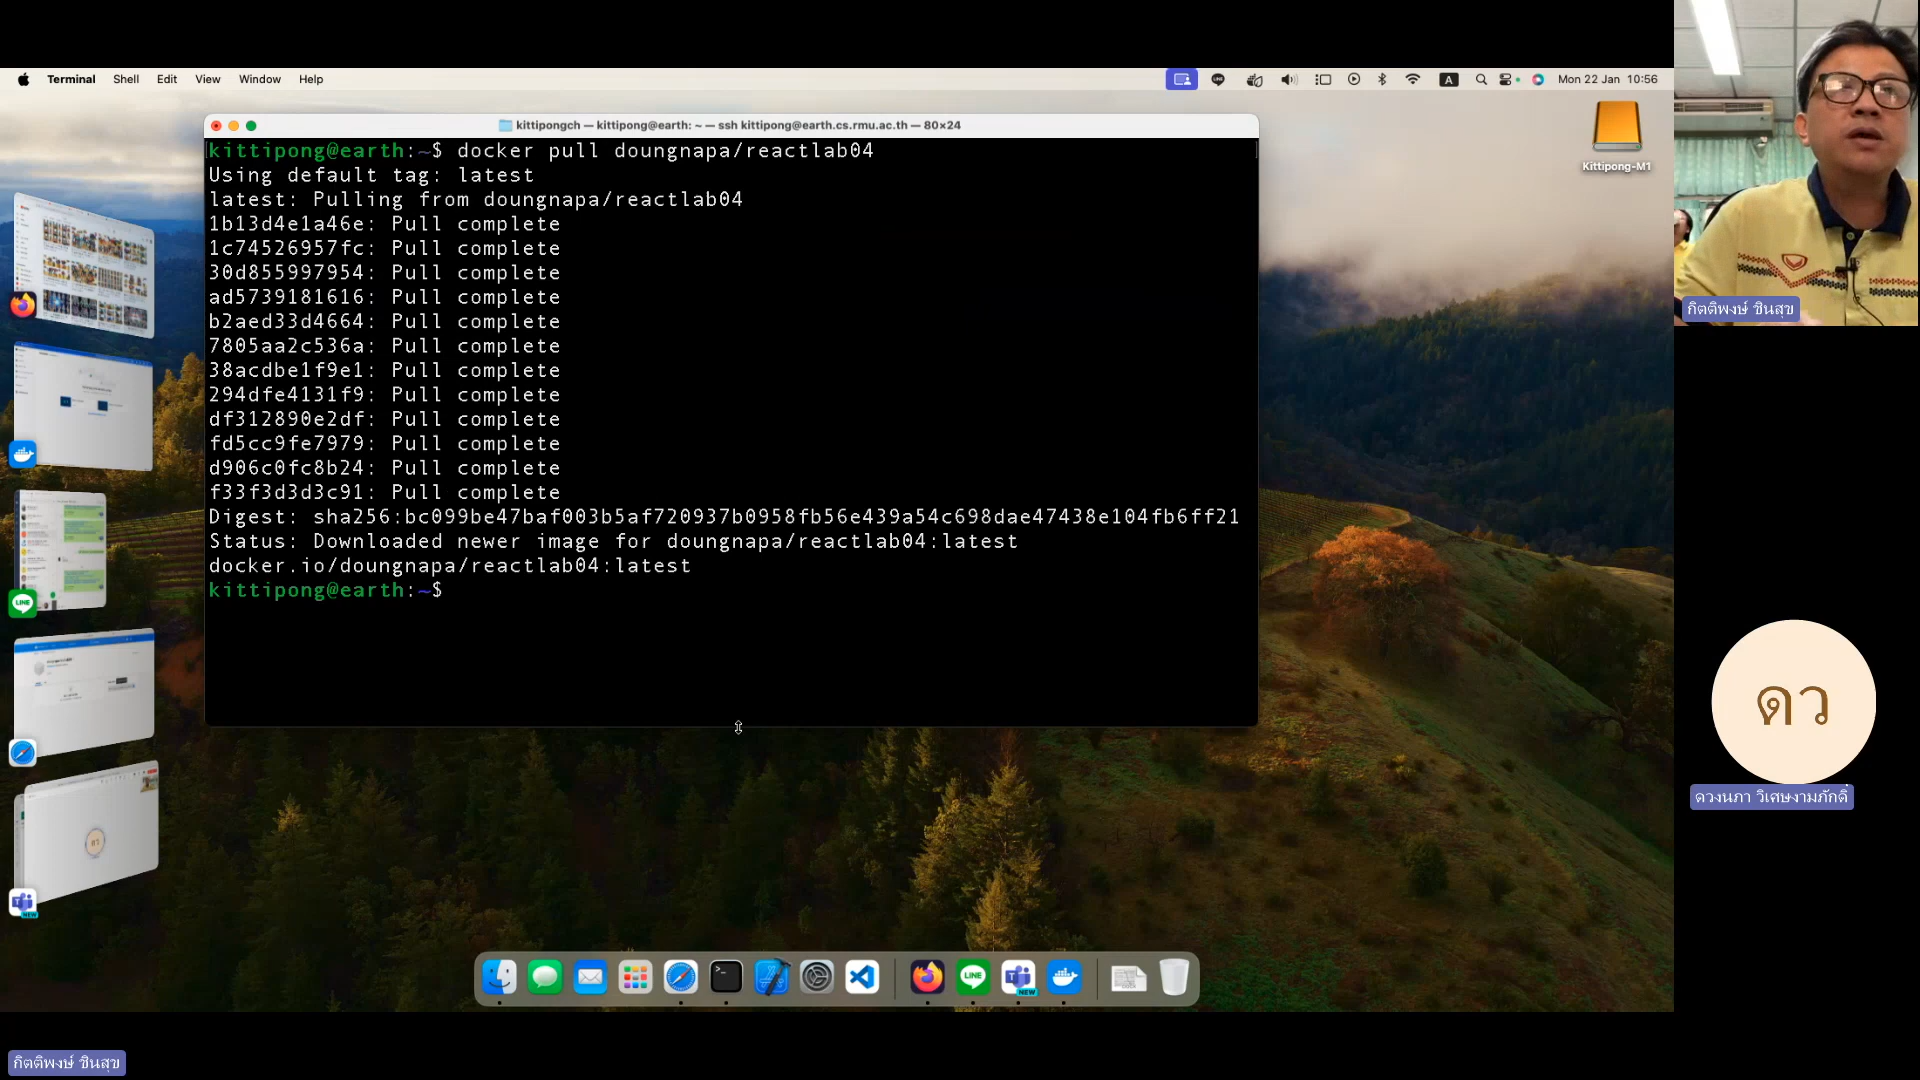 Terminal Shell Edit View Window Help
A Mon 22 Jan 10:56
kittipongch — kittipong@earth: ~ — ssh kittipong@earth.cs.rmu.ac.th — 80×24
kittipong@earth:~$ docker pull doungnapa/reactlab04
Using default tag: latest
latest: Pulling from doungnapa/reactlab04
1b13d4e1a46e: Pull complete
1c74526957fc: Pull complete
30d855997954: Pull complete
ad5739181616: Pull complete
b2aed33d4664: Pull complete
7805aa2c536a: Pull complete
38acdbe1f9e1: Pull complete
294dfe4131f9: Pull complete
df312890e2df: Pull complete
fd5cc9fe7979: Pull complete
d906c0fc8b24: Pull complete
f33f3d3d3c91: Pull complete
Digest: sha256:bc099be47baf003b5af720937b0958fb56e439a54c698dae47438e104fb6ff21
Status: Downloaded newer image for doungnapa/reactlab04:latest
docker.io/doungnapa/reactlab04:latest
kittipong@earth:~$
Kittipong-M1
LINE
NEW
LINE
NEW
กิตติพงษ์ ชินสุข
ดว
ดวงนภา วิเศษงามภักดิ์
กิตติพงษ์ ชินสุข